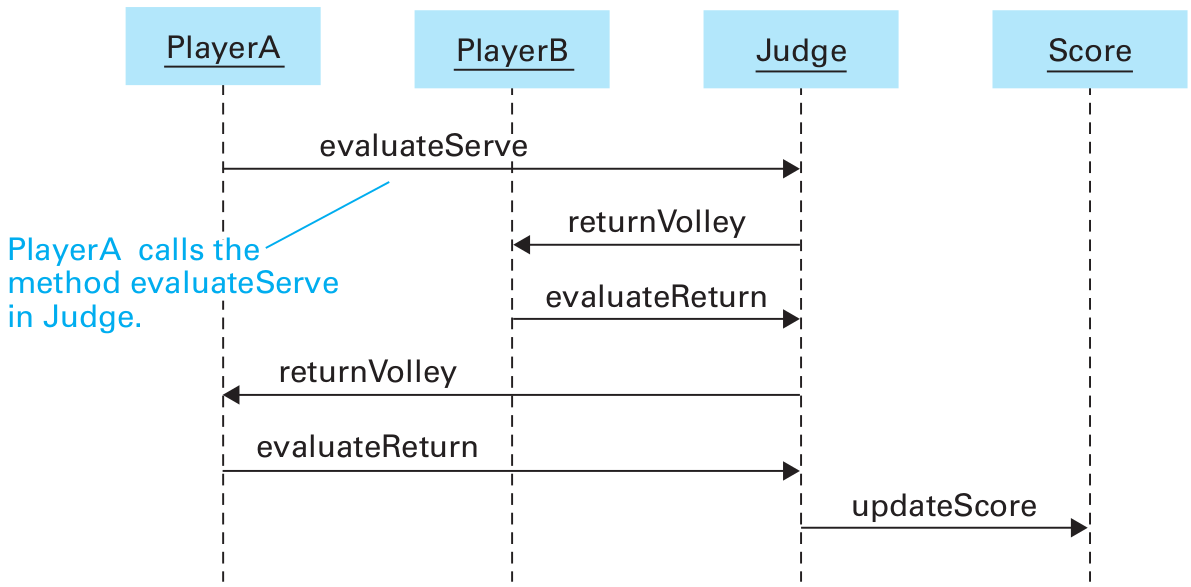 PlayerA
PlayerB
Judge
Score
evaluateServe
returnVolley
PlayerA calls the
method evaluateServe
in Judge.
evaluateReturn
returnVolley
evaluateReturn
updateScore